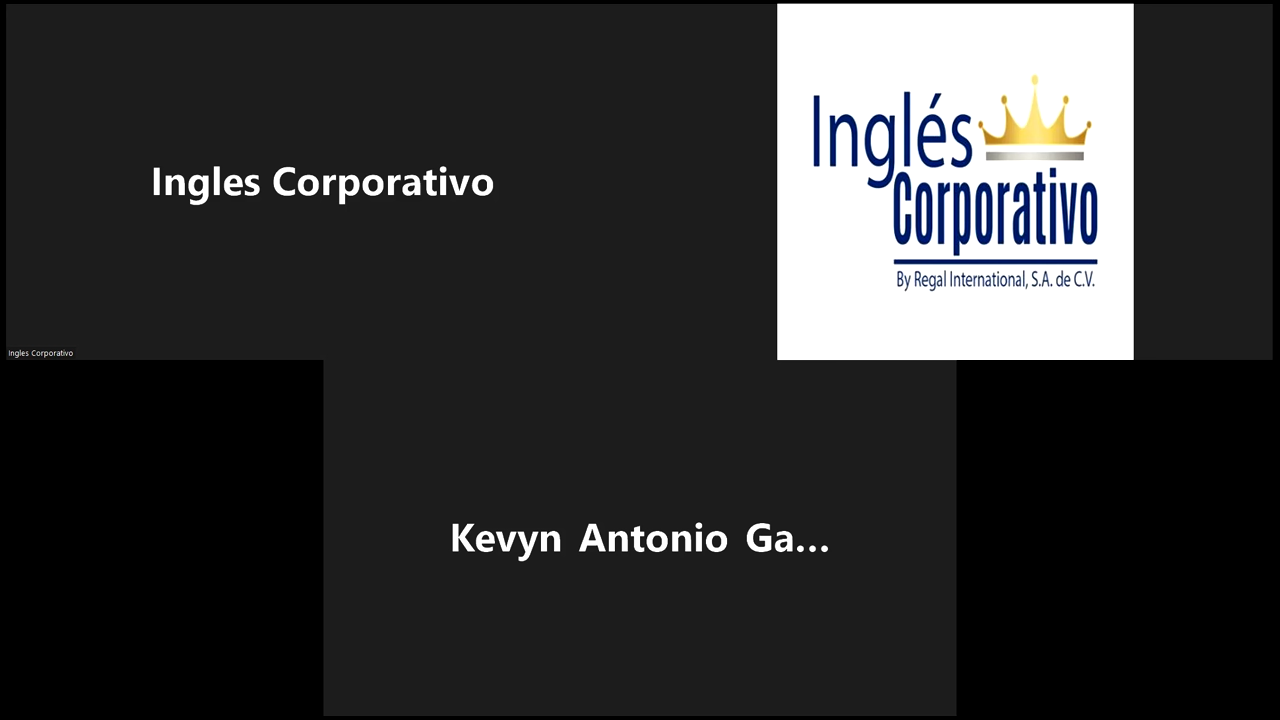 Ingles Corporativo
Inglés
Corporativo
By Regal International, S.A. de C.V.
Ingles Corporativo
Kevyn Antonio Ga...